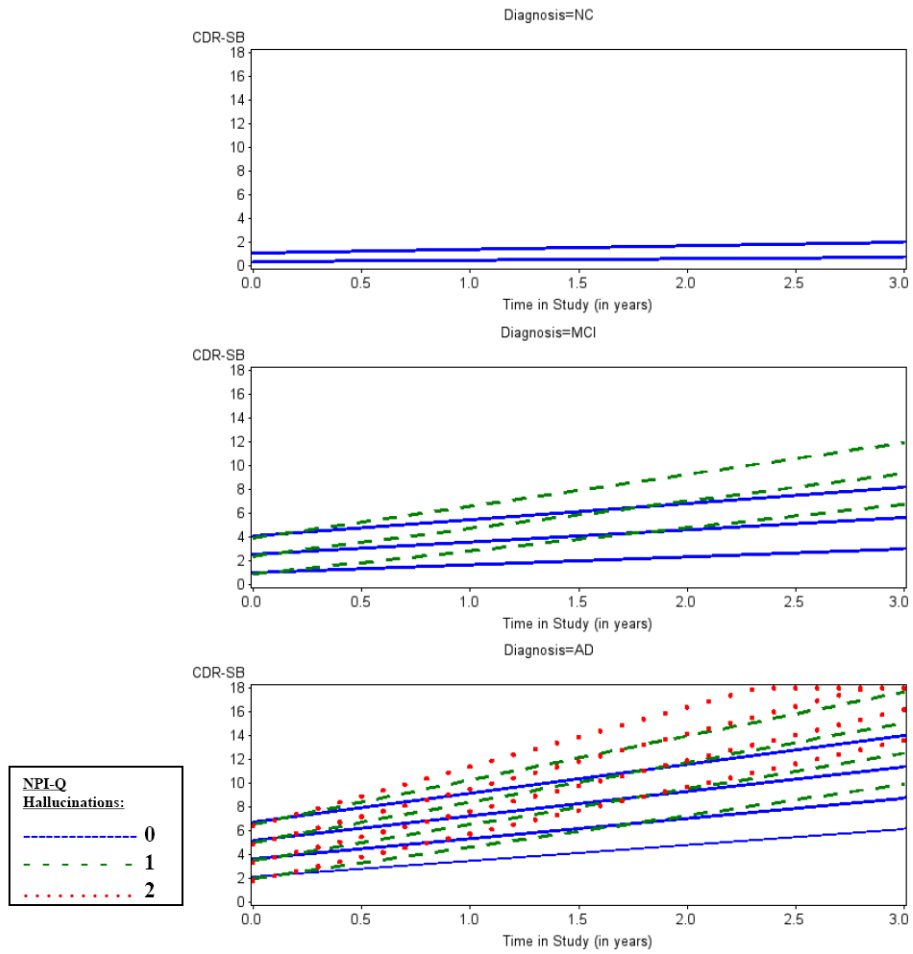 Diagnosis=NC
CDR-SB
18
16
14
12
10
8
6
4
2
0
0.0 0.5 1.0 1.5 2.0 2.5 3.0
Time in Study (in years)
Diagnosis=MCI
CDR-SB
18
16
14
12
10
8
6
4
2
0
0.0 0.5 1.0 1.5 2.0 2.5 3.0
Time in Study (in years)
Diagnosis=AD
CDR-SB
18
16
14
12
10
8
6
4
2
0
0.0 0.5 1.0 1.5 2.0 2.5 3.0
Time in Study (in years)
NPI-Q
Hallucinations:
0
1
2